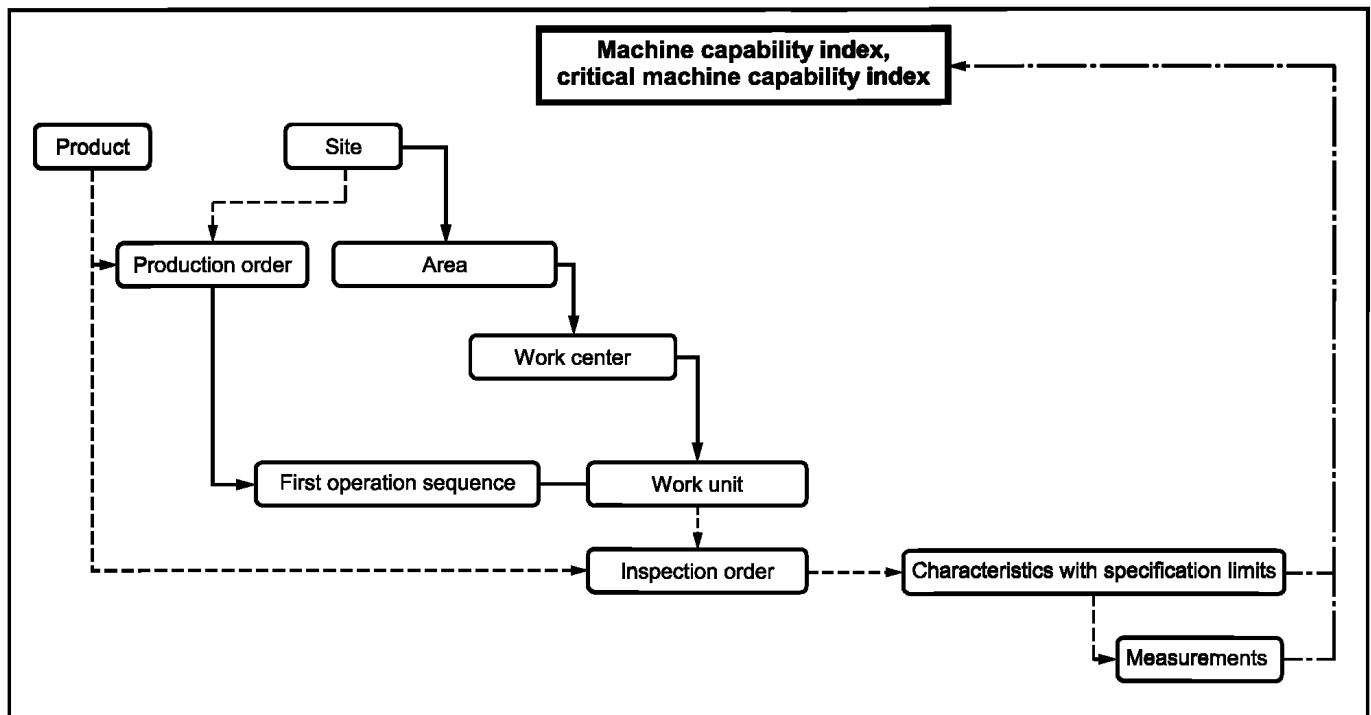 Machine capability index,
critical machine capability index
Product
Site
Production order
Area
Work center
First operation sequence
Work unit
Inspection order
Characteristics with specification limits
Measurements